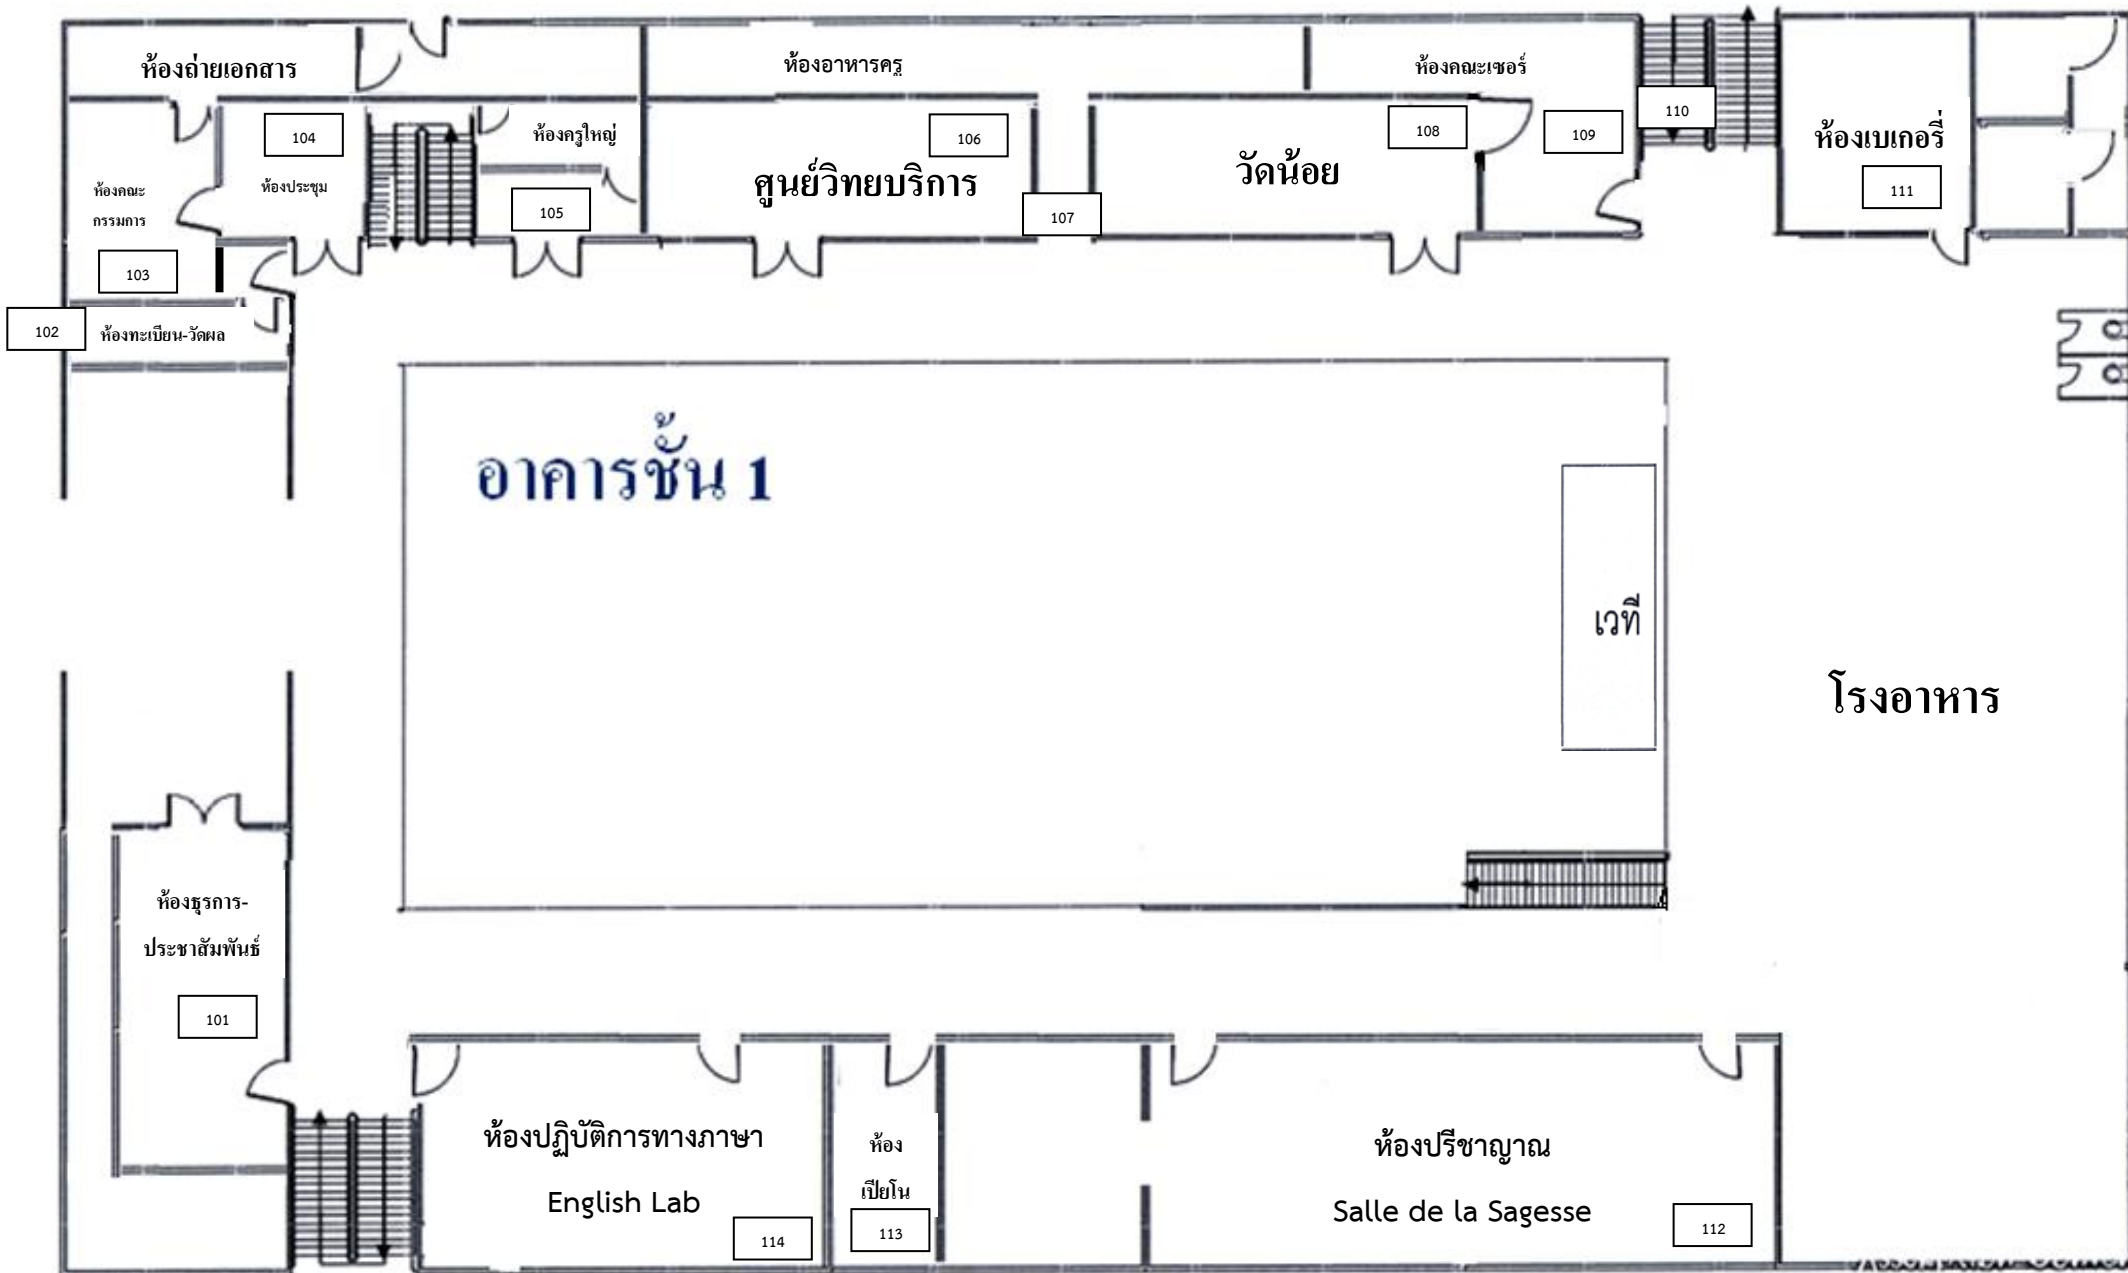 ห้องถ่ายเอกสาร
ห้องอาหารครู
ห้องคณะเซอร์
104
ห้องครูใหญ่
106
108
109
110
ห้องเบเกอรี่
ห้องคณะ
กรรมการ
ห้องประชุม
105
ศูนย์วิทยบริการ
107
วัดน้อย
111
103
102
ห้องทะเบียน-วัดผล
อาคารชั้น 1
เวที
โรงอาหาร
ห้องธุรการ-
ประชาสัมพันธ์
101
ห้องปฏิบัติการทางภาษา
English Lab
114
ห้อง
เปียโน
113
ห้องปรีชาญาณ
Salle de la Sagesse
112